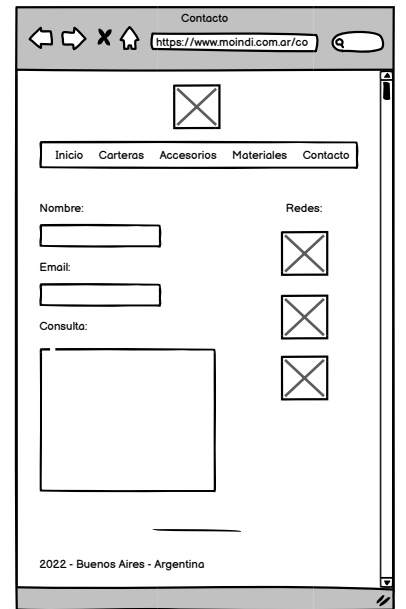 Contacto
https://www.moindi.com.ar/co
Inicio Carteras Accesorios Materiales Contacto
Nombre:
Redes:
Email:
Consulta:
2022 - Buenos Aires - Argentina